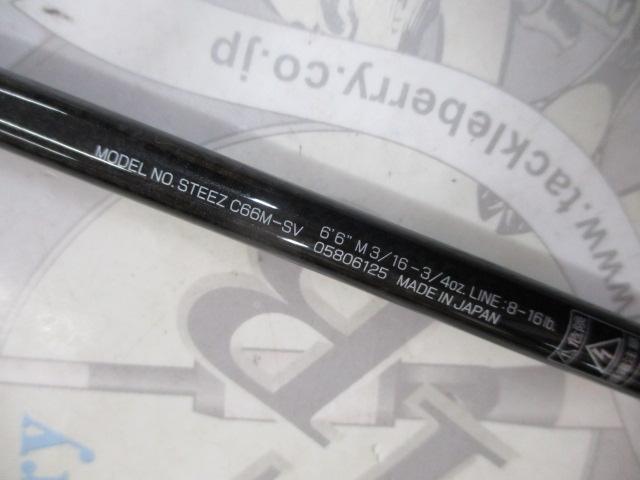 www.tackleberry.co.jp
MODEL NO. STEEZ C66M-SV 6'6" M 3/16-3/4oz. LINE:8-16lb.
05806125 MADE IN JAPAN